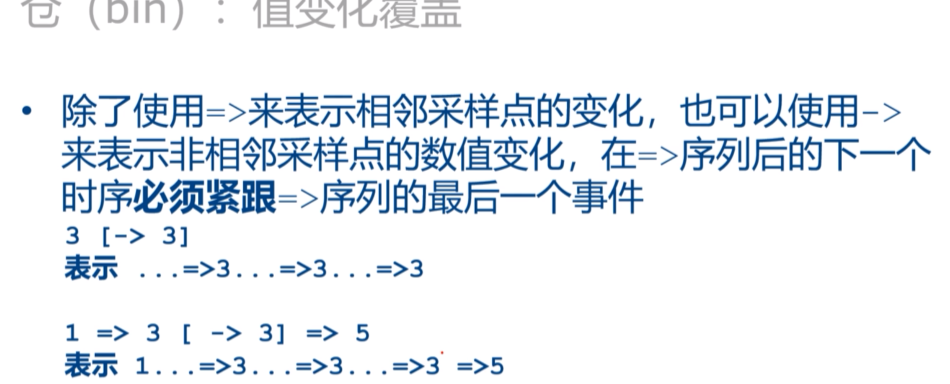 仓（bin）：值变化覆盖
• 除了使用=>来表示相邻采样点的变化，也可以使用->
来表示非相邻采样点的数值变化，在=>序列后的下一个
时序必须紧跟=>序列的最后一个事件
3 [-> 3]
表示 ...=>3...=>3...=>3
1 => 3 [ -> 3] => 5
表示 1...=>3...=>3...=>3 =>5